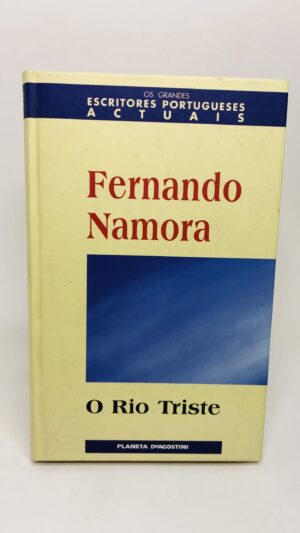 OS GRANDES
ESCRITORES PORTUGUESES
ACTUAIS
Fernando
Namora
O Rio Triste
PLANETA DeAGOSTINI